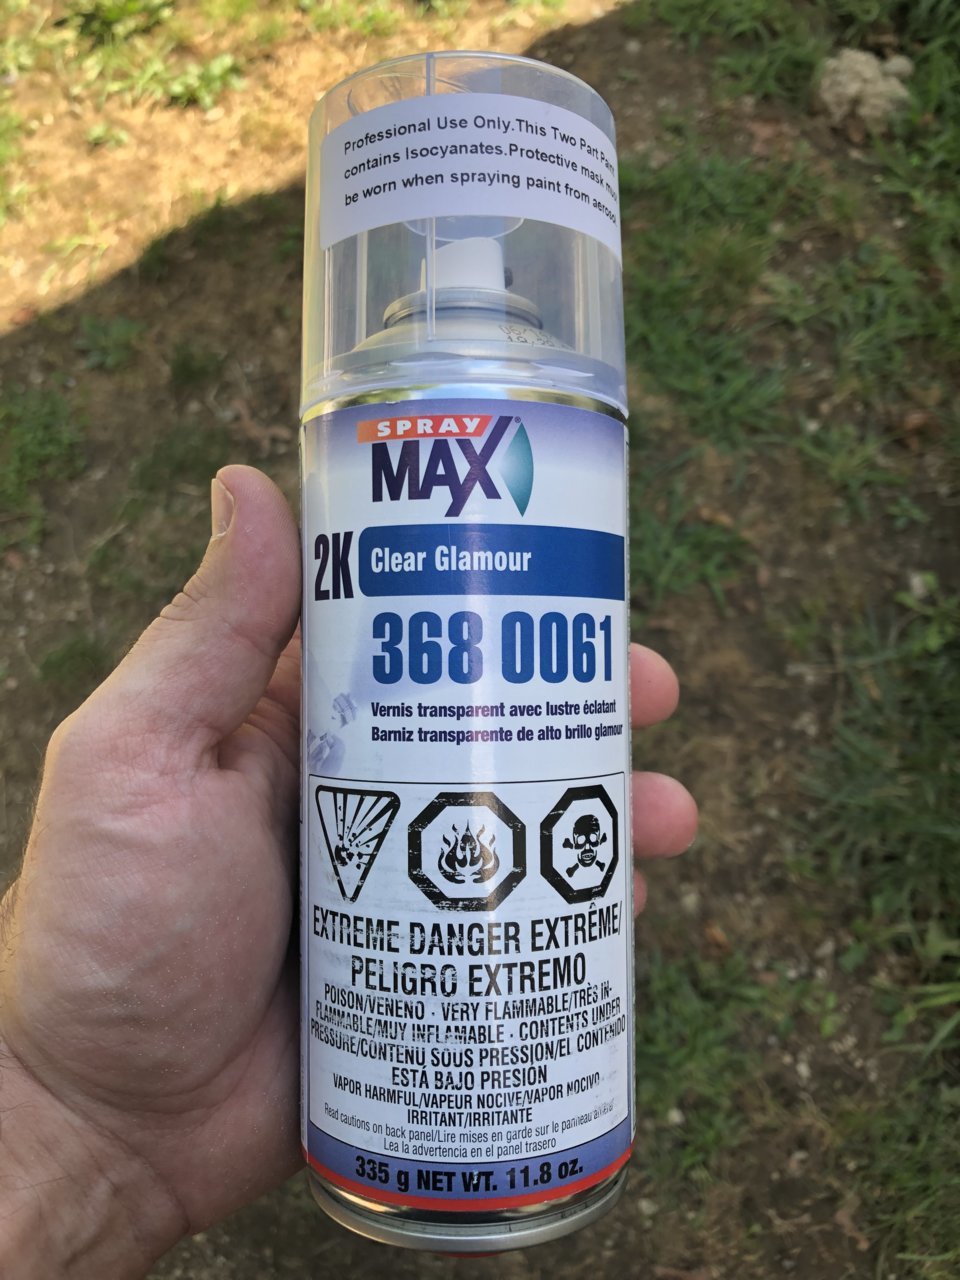 Professional Use Only.This Two Part
contains Isocyanates.Protective mask
be worn when spraying paint from aerosol
SPRAY
MAX®
2K Clear Glamour
368 0061
Vernis transparent avec lustre éclatant
Barniz transparente de alto brillo glamour
EXTREME DANGER EXTRÊME/
PELIGRO EXTREMO
POISON/VENENO · VERY FLAMMABLE/TRÈS IN-
FLAMMABLE/MUY INFLAMABLE · CONTENTS UNDER
PRESSURE/CONTENU SOUS PRESSION/EL CONTENIDO
ESTÁ BAJO PRESIÓN
VAPOR HARMFUL/VAPEUR NOCIVE/VAPOR NOCIVO
IRRITANT/IRRITANTE
Read cautions on back panel/Lire mises en garde sur le panneau arrière/
Lea la advertencia en el panel trasero
335 g NET WT. 11.8 oz.